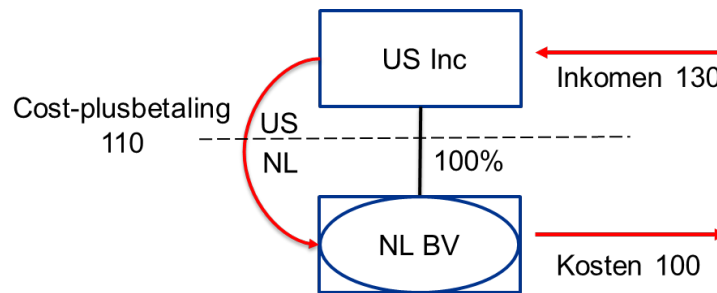 US Inc
Inkomen 130
Cost-plusbetaling
110
US
NL
100%
NL BV
Kosten 100